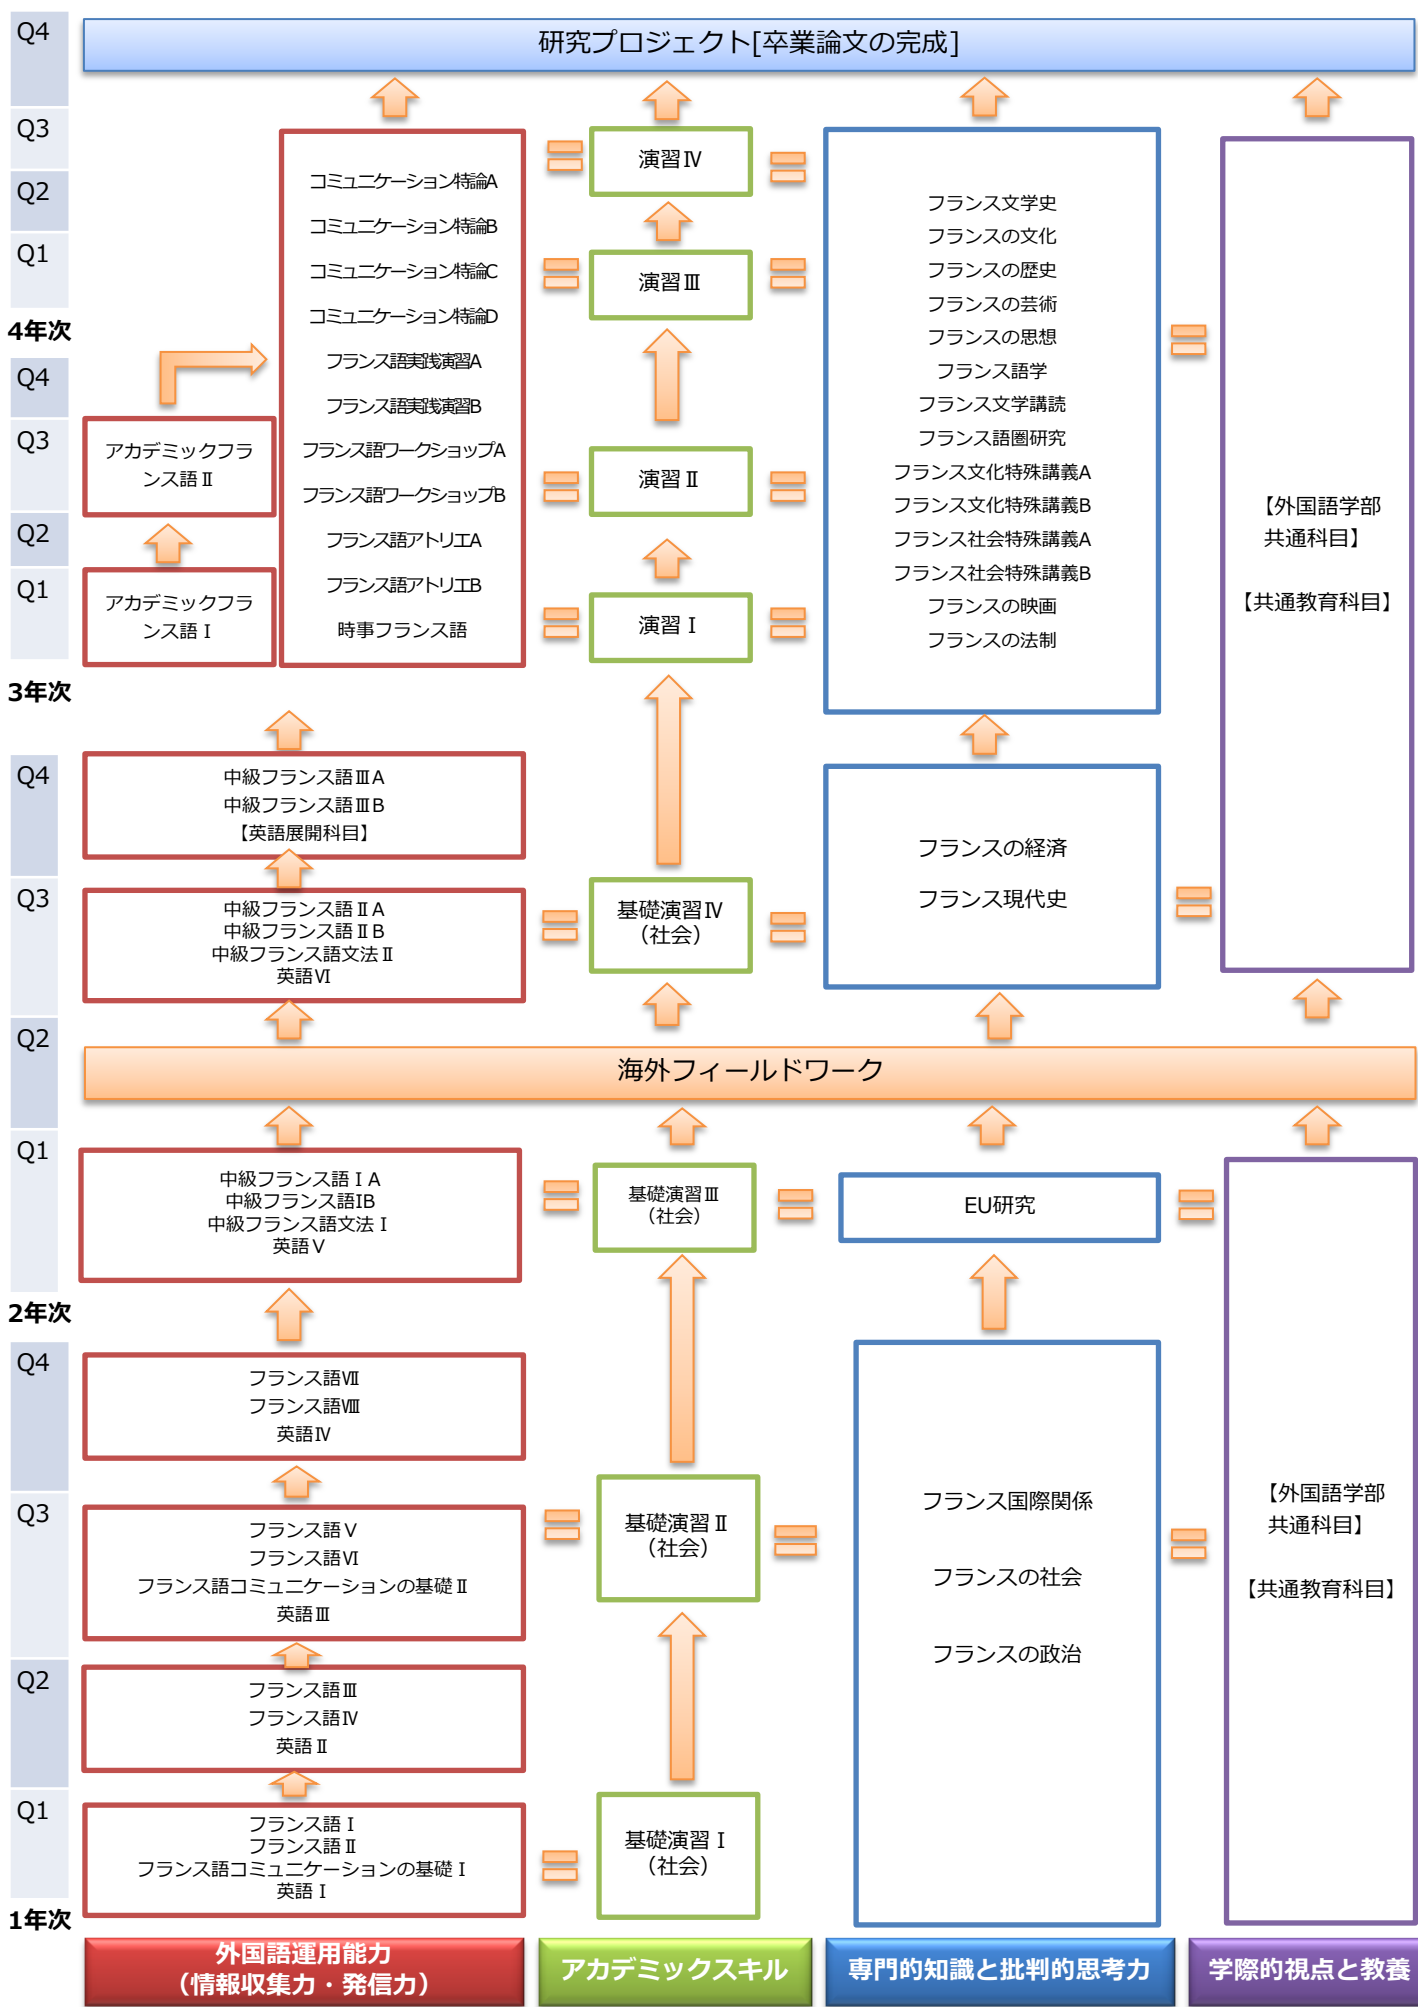 Q4
研究プロジェクト[卒業論文の完成]
Q3
Q2
Q1
4年次
Q4
Q3
Q2
Q1
3年次
コミュニケーション特論A
コミュニケーション特論B
コミュニケーション特論C
コミュニケーション特論D
フランス語実践演習A
フランス語実践演習B
フランス語ワークショップA
フランス語ワークショップB
フランス語アトリエA
フランス語アトリエB
時事フランス語
アカデミックフラ
ンス語Ⅱ
アカデミックフラ
ンス語Ⅰ
演習Ⅳ
演習Ⅲ
演習Ⅱ
演習Ⅰ
フランス文学史
フランスの文化
フランスの歴史
フランスの芸術
フランスの思想
フランス語学
フランス文学講読
フランス語圏研究
フランス文化特殊講義A
フランス文化特殊講義B
フランス社会特殊講義A
フランス社会特殊講義B
フランスの映画
フランスの法制
【外国語学部
共通科目】
【共通教育科目】
Q4
中級フランス語ⅢA
中級フランス語ⅢB
【英語展開科目】
Q3
中級フランス語ⅡA
中級フランス語ⅡB
中級フランス語文法Ⅱ
英語Ⅵ
基礎演習Ⅳ
（社会）
フランスの経済
フランス現代史
Q2
海外フィールドワーク
Q1
中級フランス語ⅠA
中級フランス語IB
中級フランス語文法Ⅰ
英語Ⅴ
基礎演習Ⅲ
（社会）
EU研究
2年次
Q4
フランス語Ⅶ
フランス語Ⅷ
英語Ⅳ
Q3
フランス語Ⅴ
フランス語Ⅵ
フランス語コミュニケーションの基礎Ⅱ
英語Ⅲ
基礎演習Ⅱ
（社会）
フランス国際関係
フランスの社会
フランスの政治
【外国語学部
共通科目】
【共通教育科目】
Q2
フランス語Ⅲ
フランス語Ⅳ
英語Ⅱ
Q1
フランス語Ⅰ
フランス語Ⅱ
フランス語コミュニケーションの基礎Ⅰ
英語Ⅰ
基礎演習Ⅰ
（社会）
1年次
外国語運用能力
（情報収集力・発信力）
アカデミックスキル
専門的知識と批判的思考力
学際的視点と教養